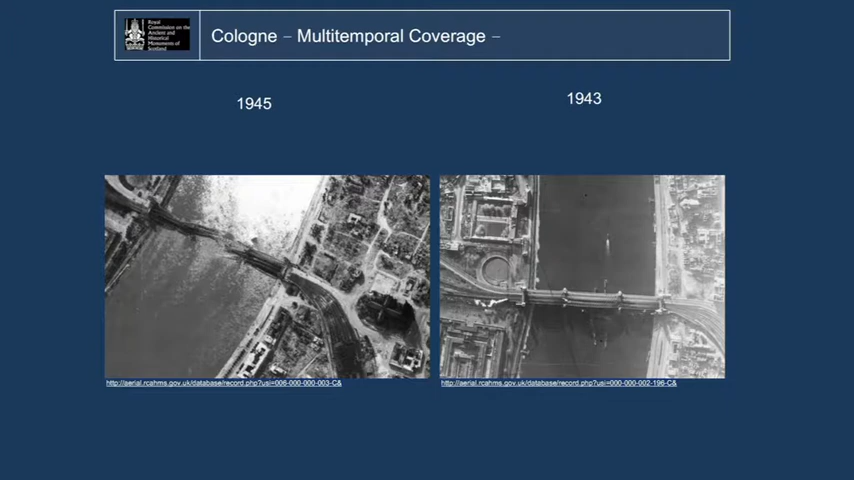 Royal
Commission on the
Ancient and
Historical
Monuments of
Scotland
Cologne – Multitemporal Coverage –
1945
1943
http://aerial.rcahms.gov.uk/database/record.php?usi=006-000-000-003-C&
http://aerial.rcahms.gov.uk/database/record.php?usi=000-000-002-196-C&